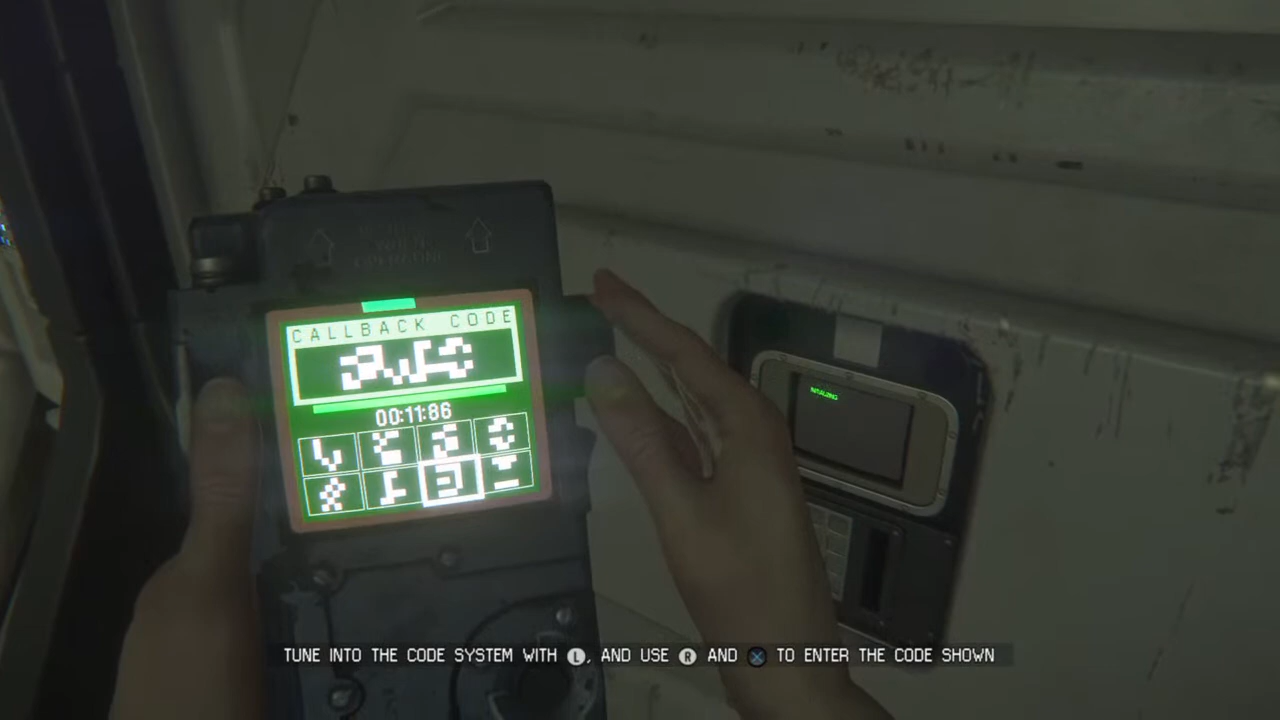 CALLBACK CODE
00:11:86
TUNE INTO THE CODE SYSTEM WITH L, AND USE R AND X TO ENTER THE CODE SHOWN